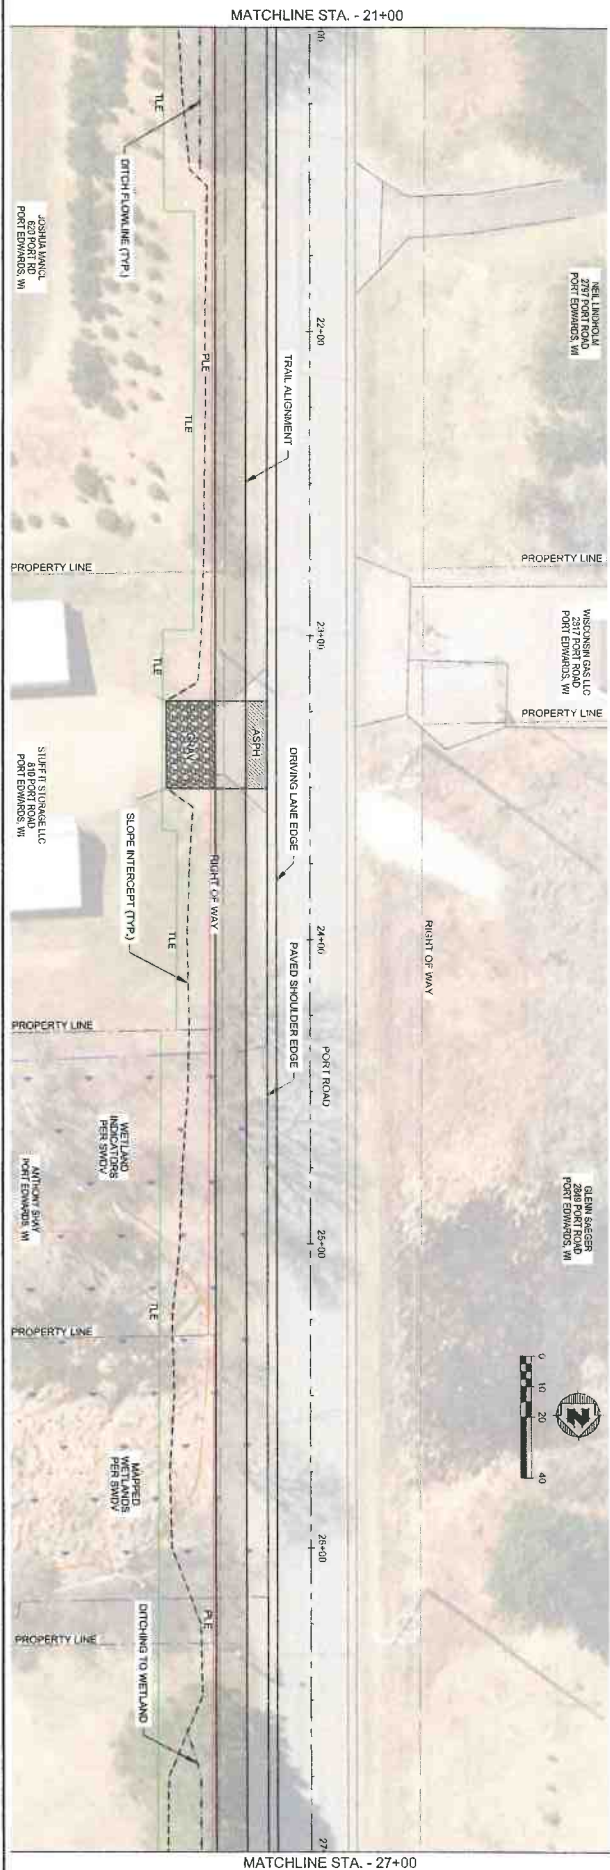 MATCHLINE STA. - 21+00
00
TLE
DITCH FLOWLINE (TYP.)
JOSHUA MANCL
620 PORT RD
PORT EDWARDS, WI
NEIL LINDHOLM
2797 PORT ROAD
PORT EDWARDS, WI
22+00
PLE
TRAIL ALIGNMENT
TLE
PROPERTY LINE
PROPERTY LINE
WISCONSIN GAS LLC
2817 PORT ROAD
PORT EDWARDS, WI
23+00
TLE
PROPERTY LINE
GRAV
ASPH
STUFF IT STORAGE LLC
810 PORT ROAD
PORT EDWARDS, WI
DRIVING LANE EDGE
SLOPE INTERCEPT (TYP.)
RIGHT OF WAY
TLE
24+00
RIGHT OF WAY
PROPERTY LINE
PAVED SHOULDER EDGE
PORT ROAD
WETLAND
INDICATORS
PER SWDV
ANTHONY SHAY
PORT EDWARDS, WI
GLENN SAEGER
2849 PORT ROAD
PORT EDWARDS, WI
25+00
TLE
PROPERTY LINE
0 10 20 40
N
MAPPED
WETLANDS
PER SWDV
26+00
PLE
PROPERTY LINE
DITCHING TO WETLAND
27+
MATCHLINE STA. - 27+00